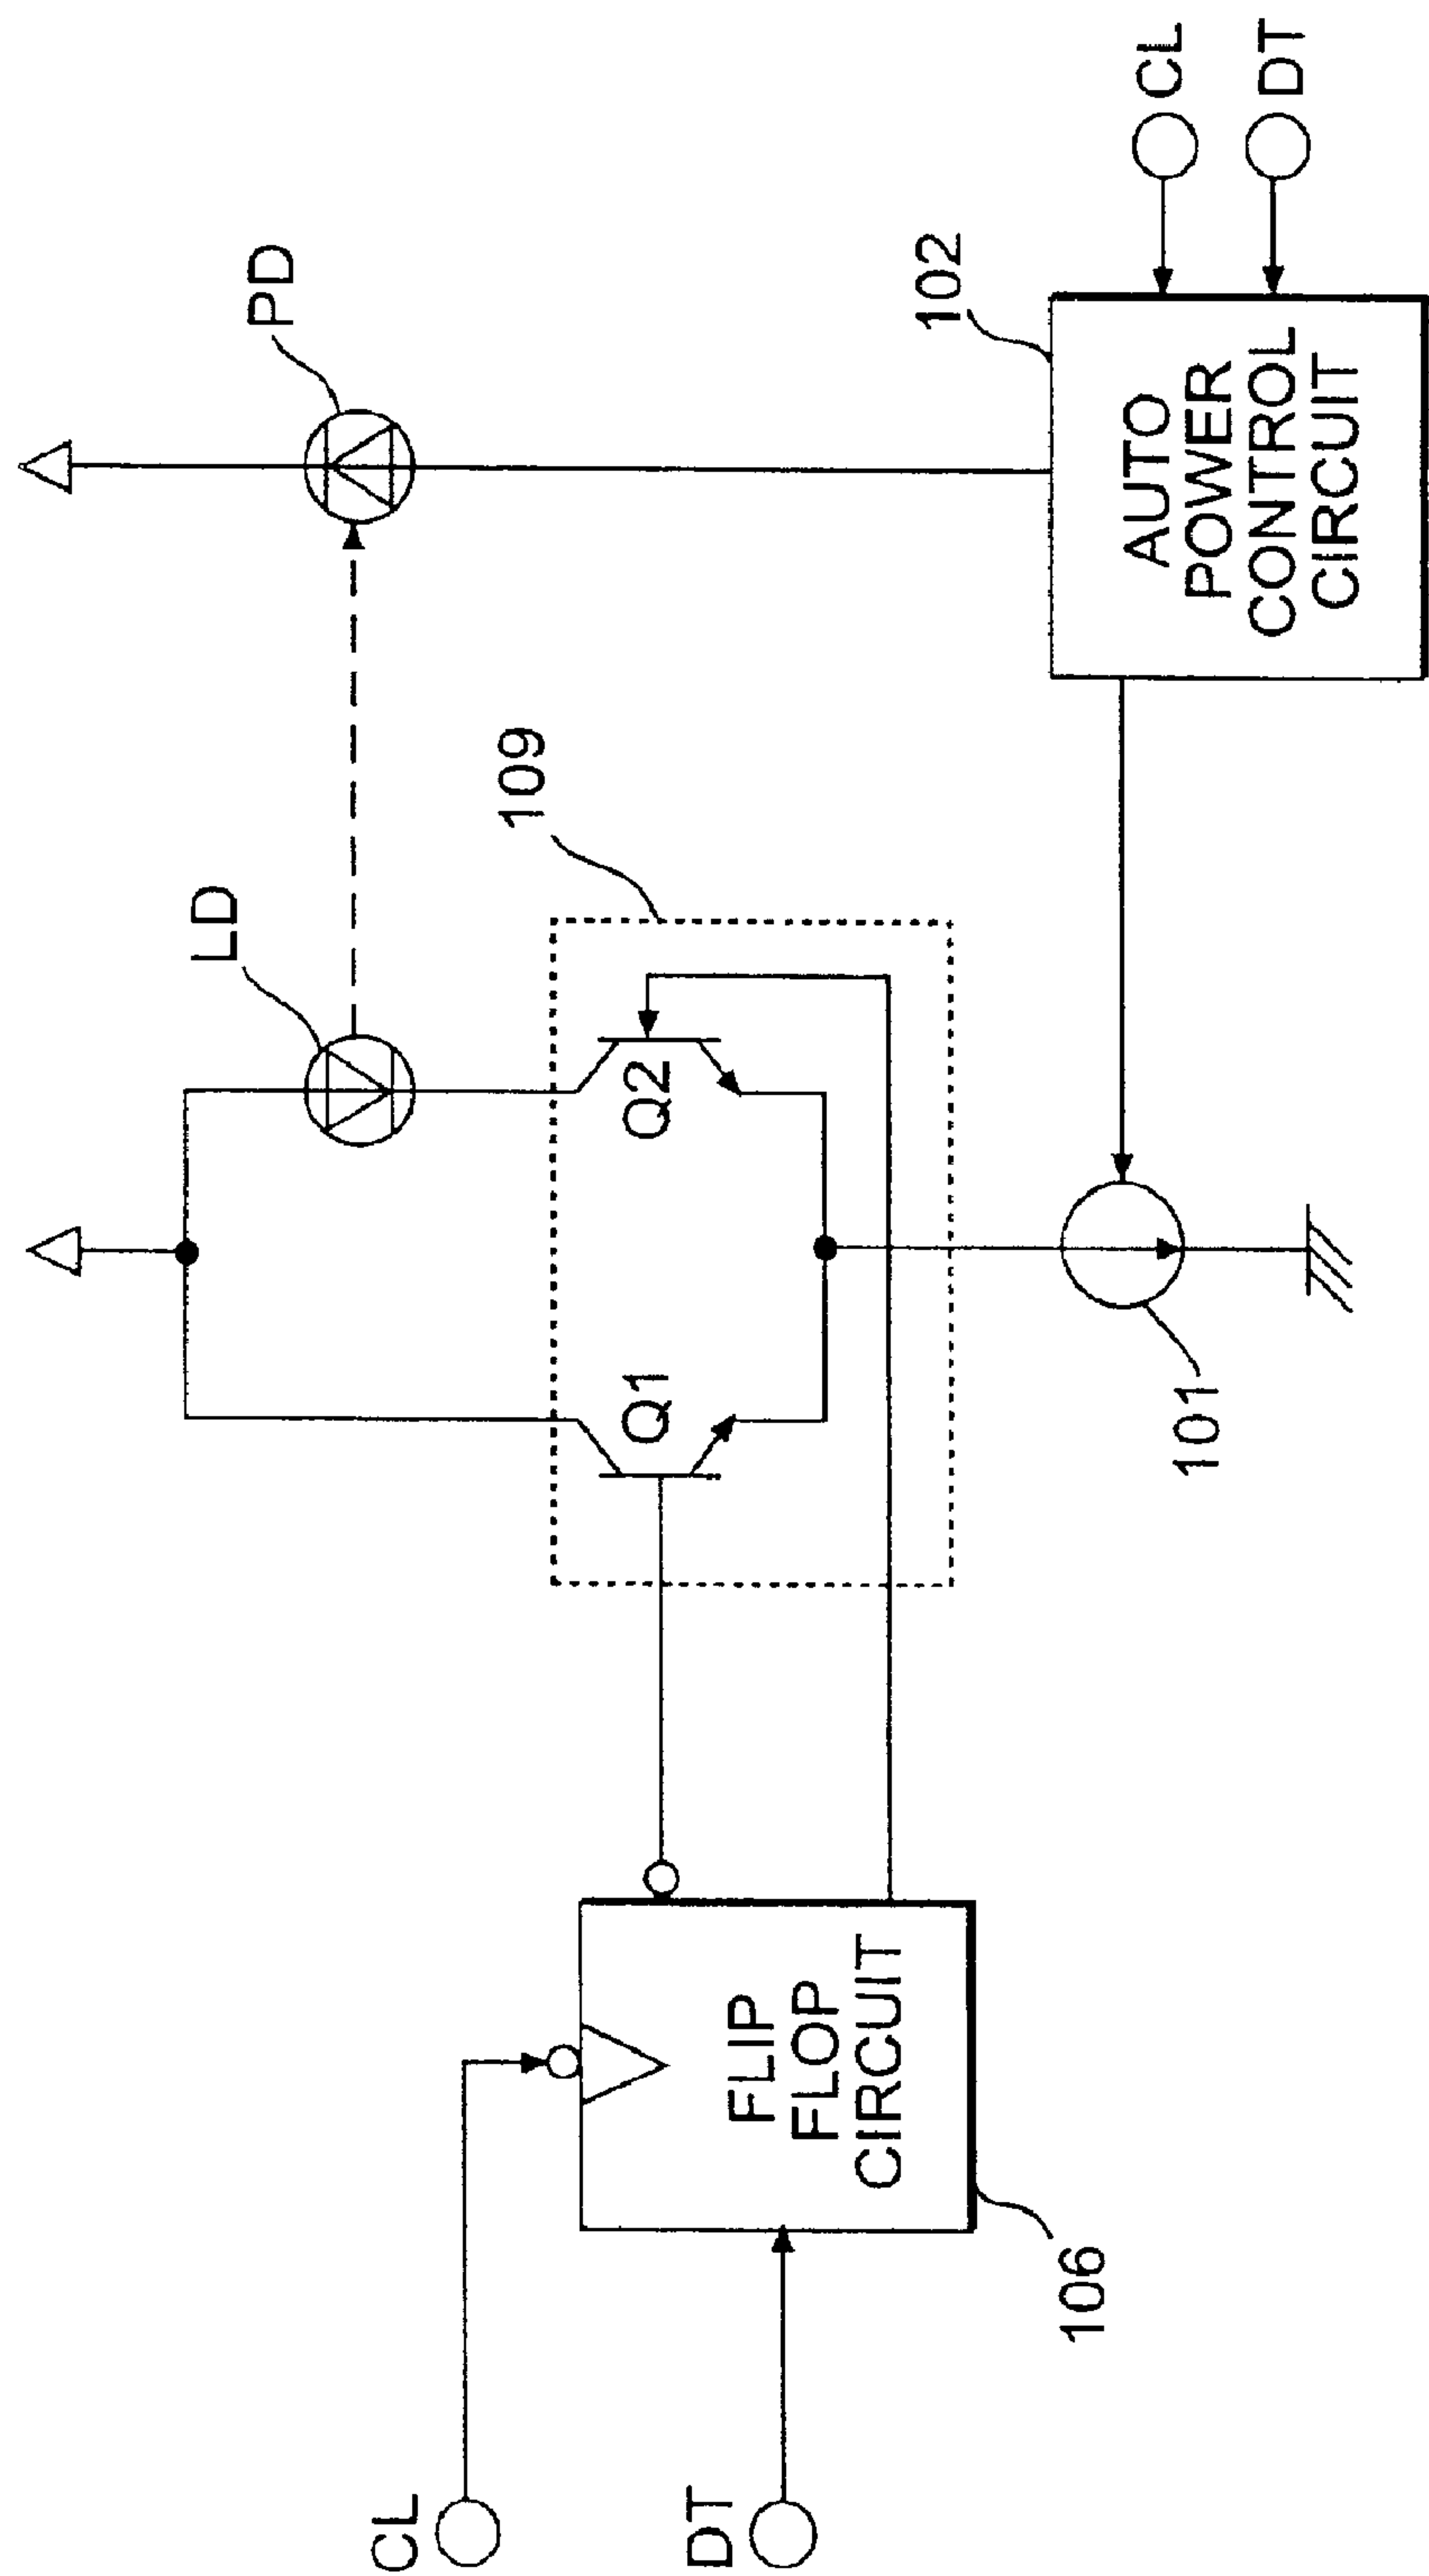 LD
PD
109
CL
Q1
Q2
DT
FLIP
FLOP
CIRCUIT
106
102
CL
DT
AUTO
POWER
CONTROL
CIRCUIT
101